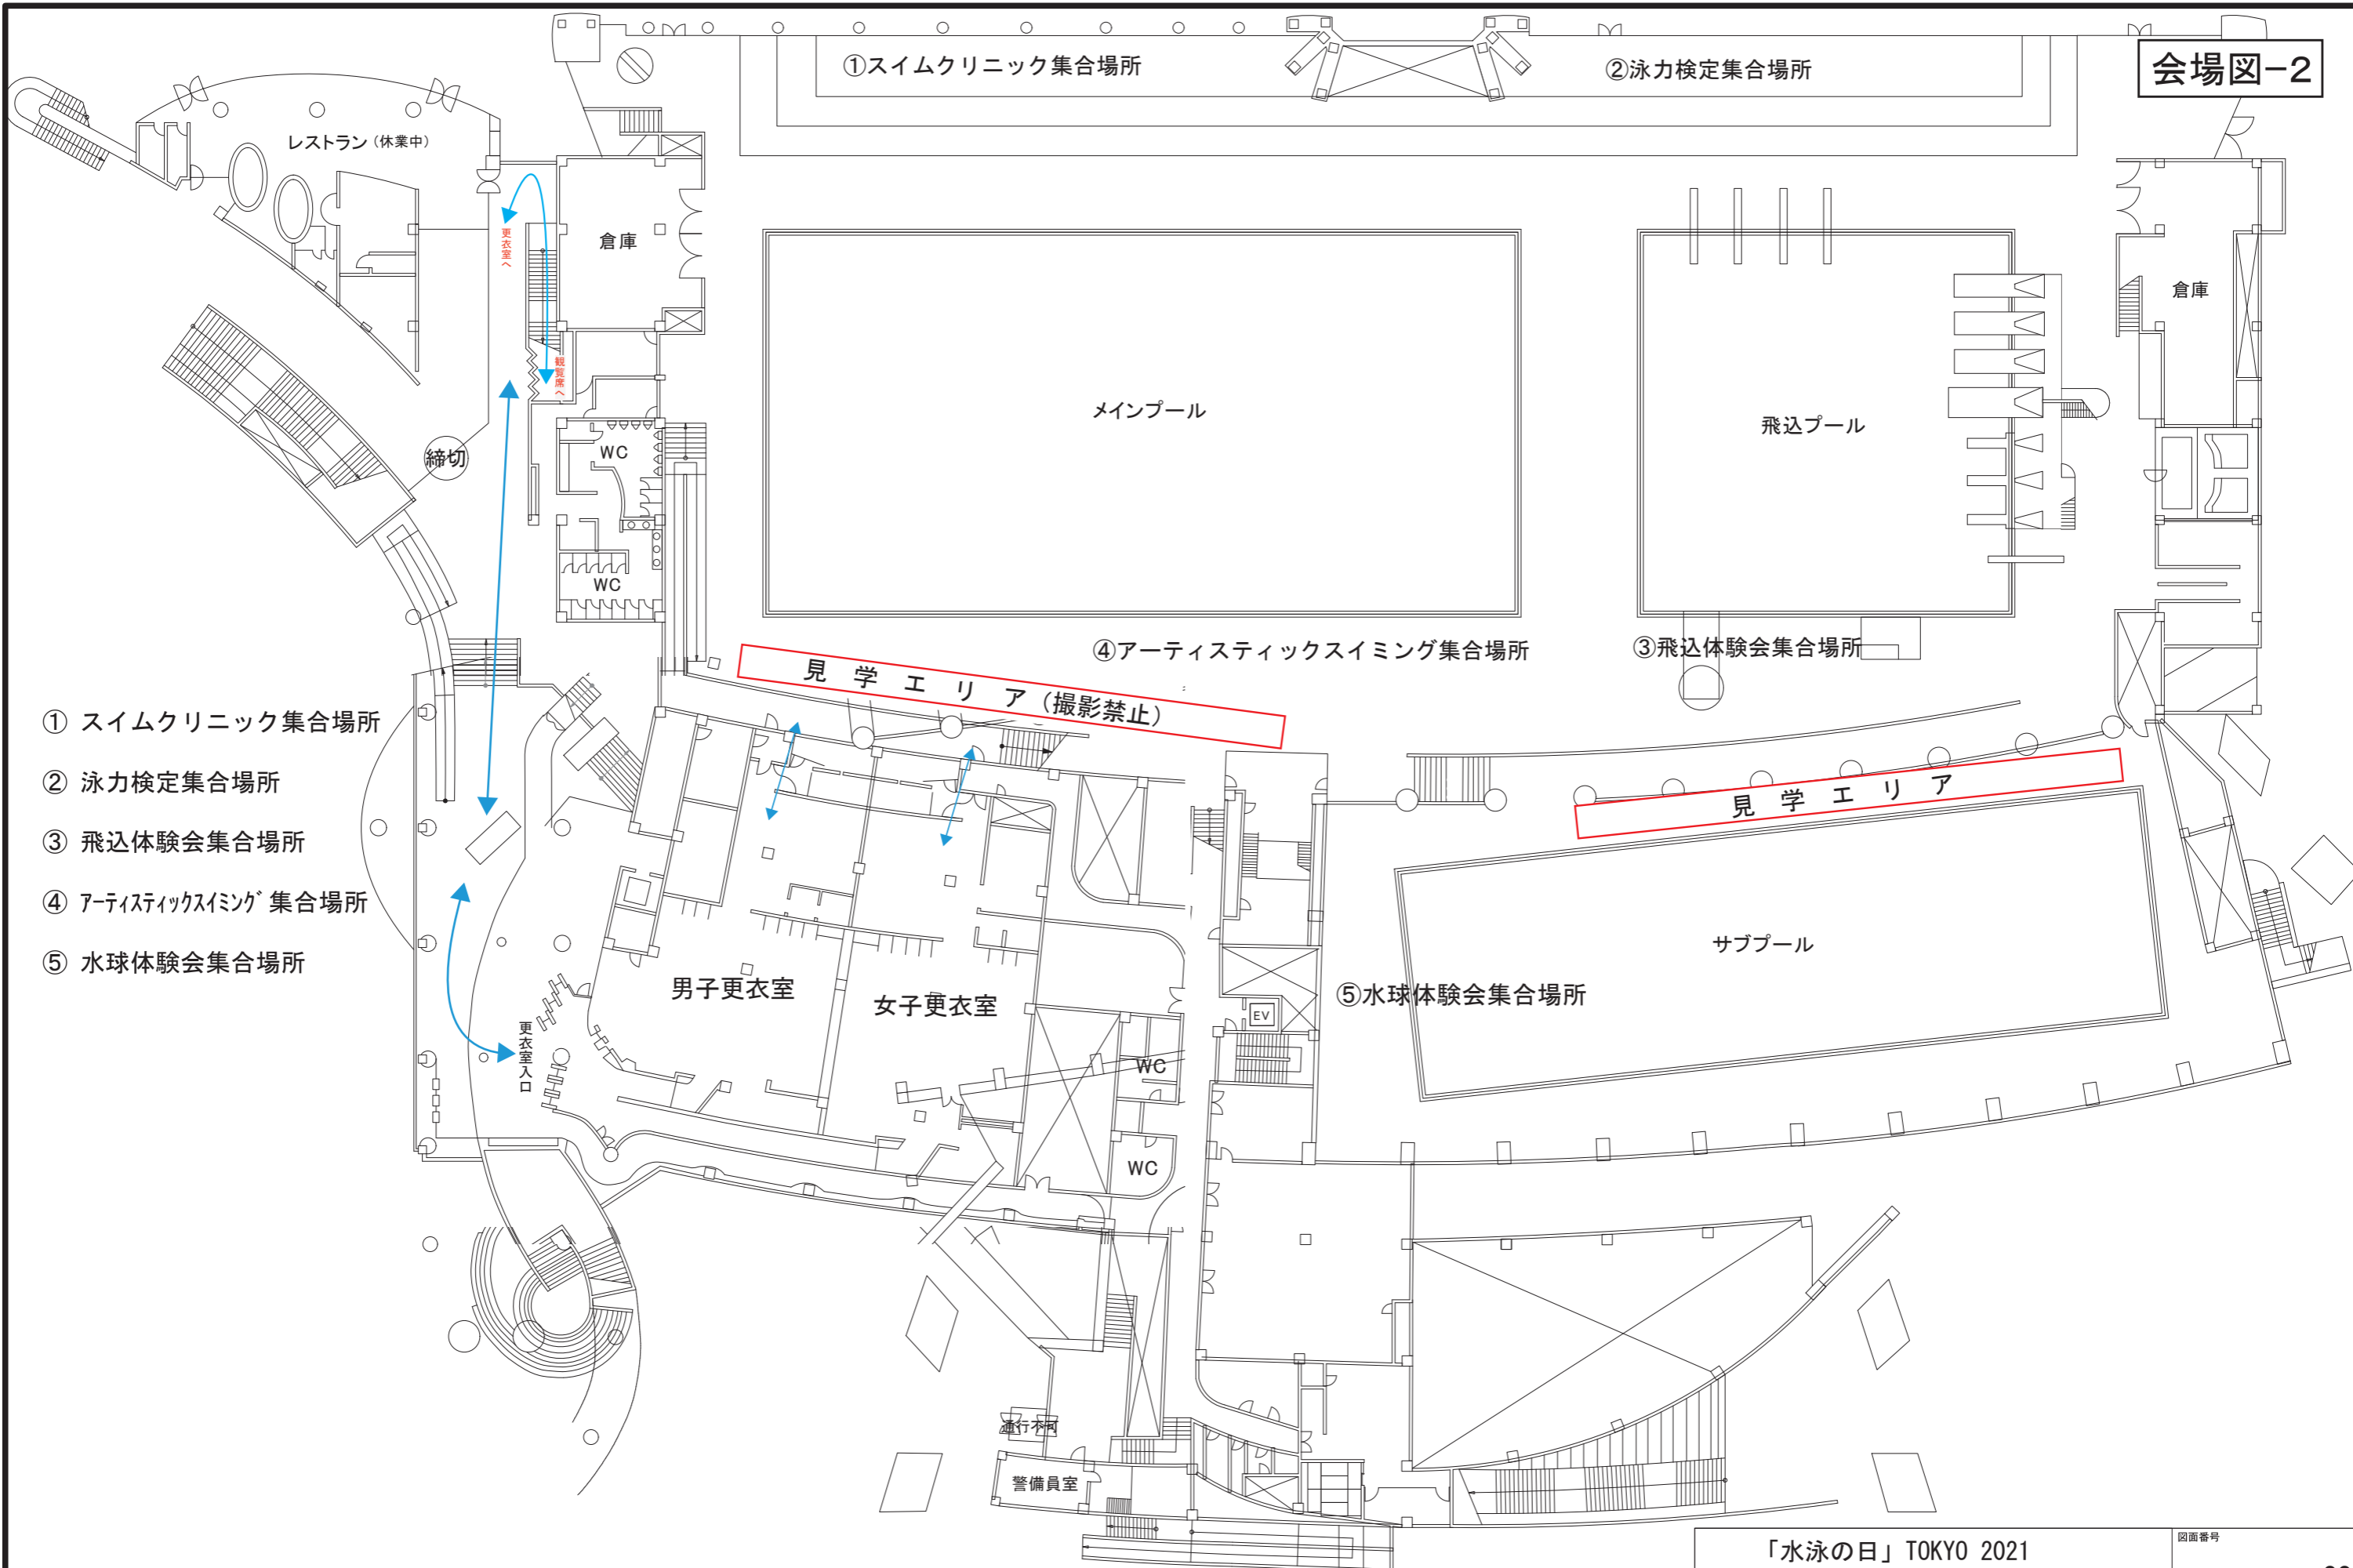 会場図−2
①スイムクリニック集合場所
②泳力検定集合場所
レストラン（休業中）
更衣室へ
倉庫
倉庫
観覧席へ
メインプール
飛込プール
締切
WC
WC
④アーティスティックスイミング集合場所
③飛込体験会集合場所
見学エリア（撮影禁止）
① スイムクリニック集合場所
② 泳力検定集合場所
③ 飛込体験会集合場所
④ ｱｰﾃｨｽﾃｨｯｸｽｲﾐﾝｸﾞ集合場所
⑤ 水球体験会集合場所
見学エリア
サブプール
男子更衣室
女子更衣室
⑤水球体験会集合場所
EV
更衣室入口
WC
WC
通行不可
警備員室
「水泳の日」TOKYO 2021
図面番号